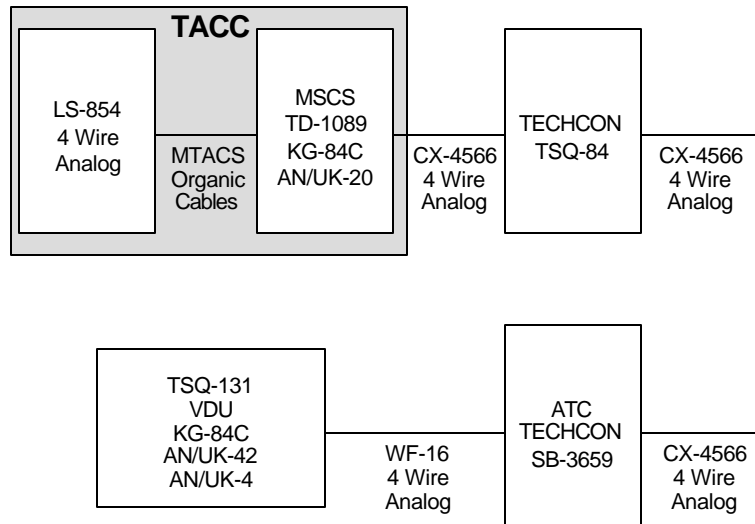 TACC
LS-854
4 Wire
Analog
MTACS
Organic
Cables
MSCS
TD-1089
KG-84C
AN/UK-20
CX-4566
4 Wire
Analog
TECHCON
TSQ-84
CX-4566
4 Wire
Analog
TSQ-131
VDU
KG-84C
AN/UK-42
AN/UK-4
WF-16
4 Wire
Analog
ATC
TECHCON
SB-3659
CX-4566
4 Wire
Analog